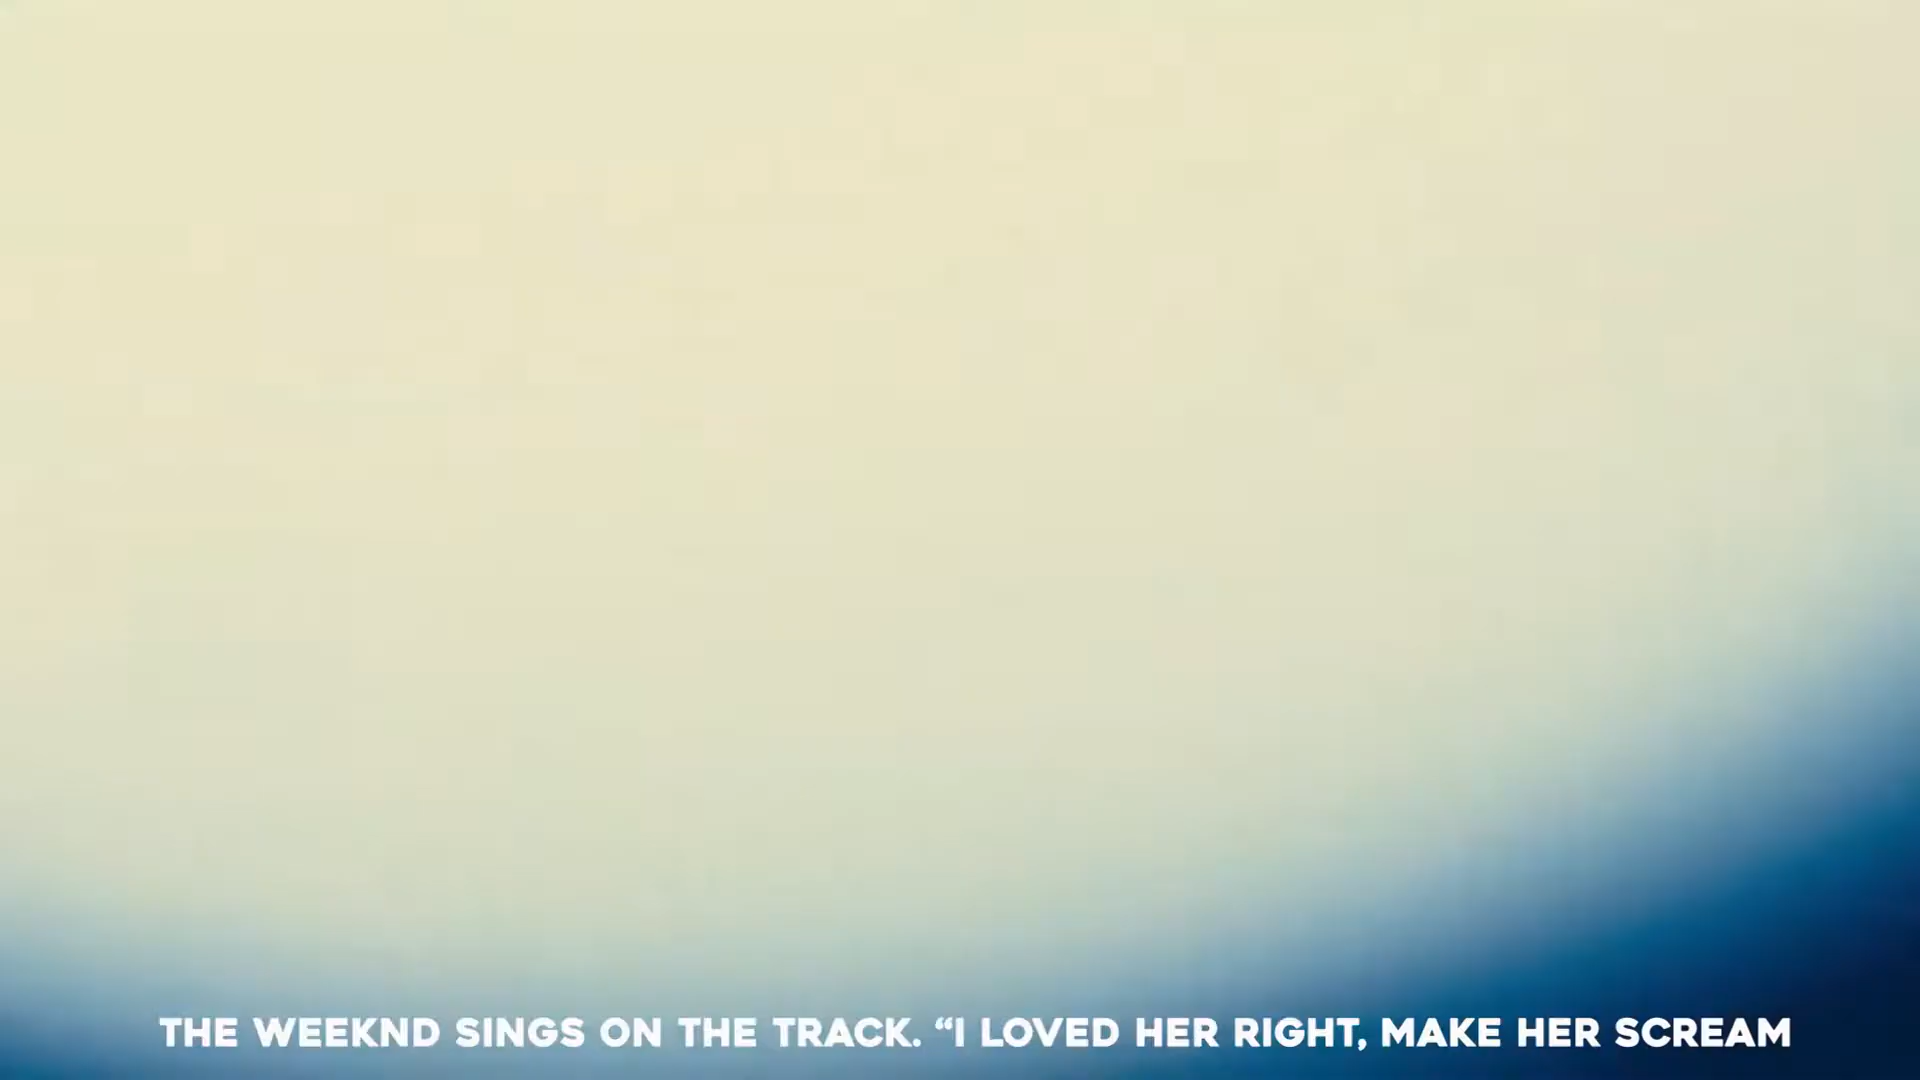 THE WEEKND SINGS ON THE TRACK. “I LOVED HER RIGHT, MAKE HER SCREAM